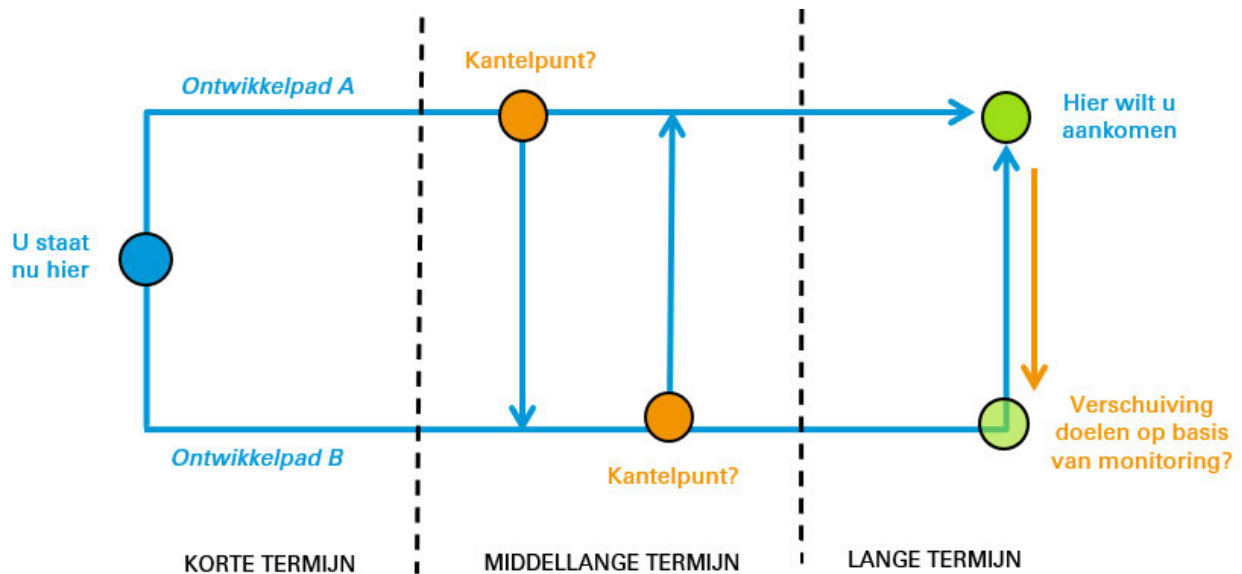 Kantelpunt?
Ontwikkelpad A
Hier wilt u
aankomen
U staat
nu hier
Verschuiving
doelen op basis
van monitoring?
Ontwikkelpad B
Kantelpunt?
KORTE TERMIJN
MIDDELLANGE TERMIJN
LANGE TERMIJN